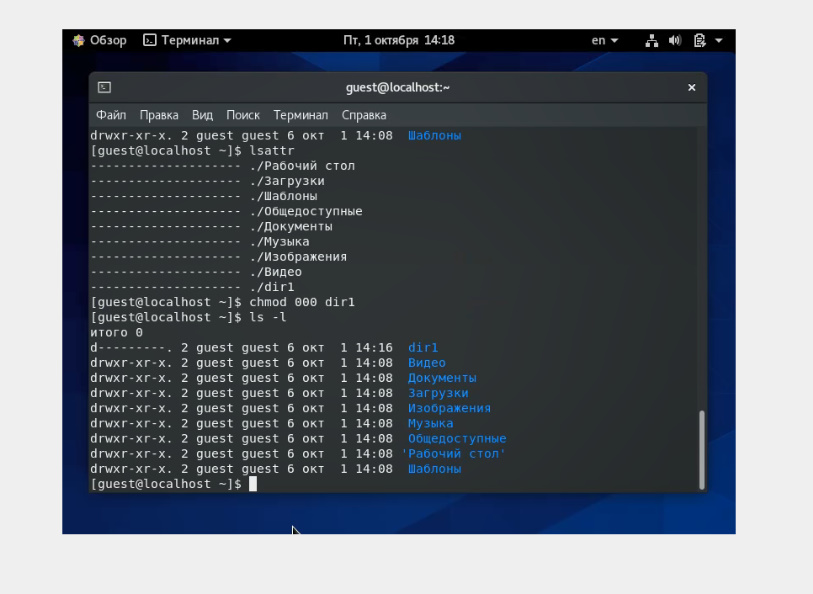 Обзор Терминал Пт, 1 октября 14:18 en
guest@localhost:~ ×
Файл Правка Вид Поиск Терминал Справка
drwxr-xr-x. 2 guest guest 6 окт  1 14:08  Шаблоны
[guest@localhost ~]$ lsattr
-------------------- ./Рабочий стол
-------------------- ./Загрузки
-------------------- ./Шаблоны
-------------------- ./Общедоступные
-------------------- ./Документы
-------------------- ./Музыка
-------------------- ./Изображения
-------------------- ./Видео
-------------------- ./dir1
[guest@localhost ~]$ chmod 000 dir1
[guest@localhost ~]$ ls -l
итого 0
d---------. 2 guest guest 6 окт  1 14:16  dir1
drwxr-xr-x. 2 guest guest 6 окт  1 14:08  Видео
drwxr-xr-x. 2 guest guest 6 окт  1 14:08  Документы
drwxr-xr-x. 2 guest guest 6 окт  1 14:08  Загрузки
drwxr-xr-x. 2 guest guest 6 окт  1 14:08  Изображения
drwxr-xr-x. 2 guest guest 6 окт  1 14:08  Музыка
drwxr-xr-x. 2 guest guest 6 окт  1 14:08  Общедоступные
drwxr-xr-x. 2 guest guest 6 окт  1 14:08 'Рабочий стол'
drwxr-xr-x. 2 guest guest 6 окт  1 14:08  Шаблоны
[guest@localhost ~]$